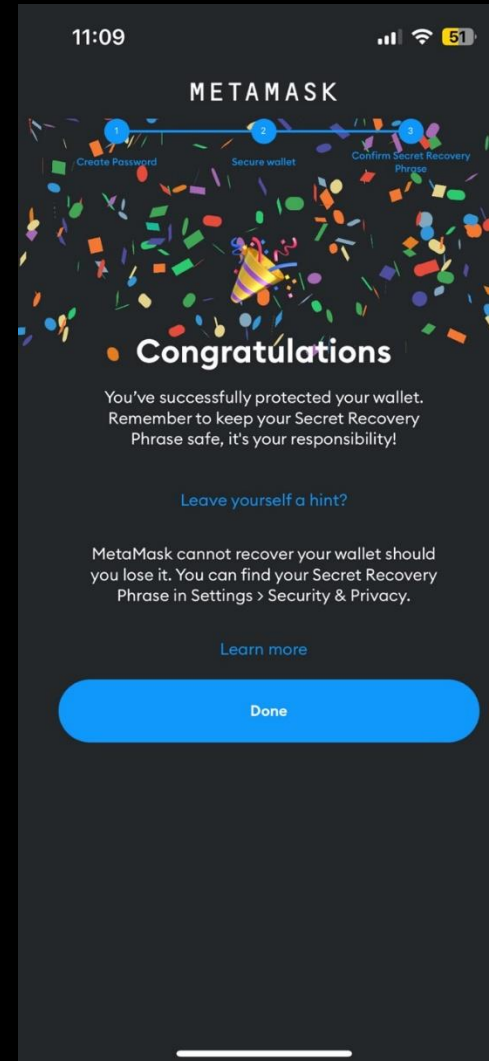 11:09
51
METAMASK
1
2
3
Create Password
Secure wallet
Confirm Secret Recovery
Phrase
Congratulations
You've successfully protected your wallet.
Remember to keep your Secret Recovery
Phrase safe, it's your responsibility!
Leave yourself a hint?
MetaMask cannot recover your wallet should
you lose it. You can find your Secret Recovery
Phrase in Settings > Security & Privacy.
Learn more
Done